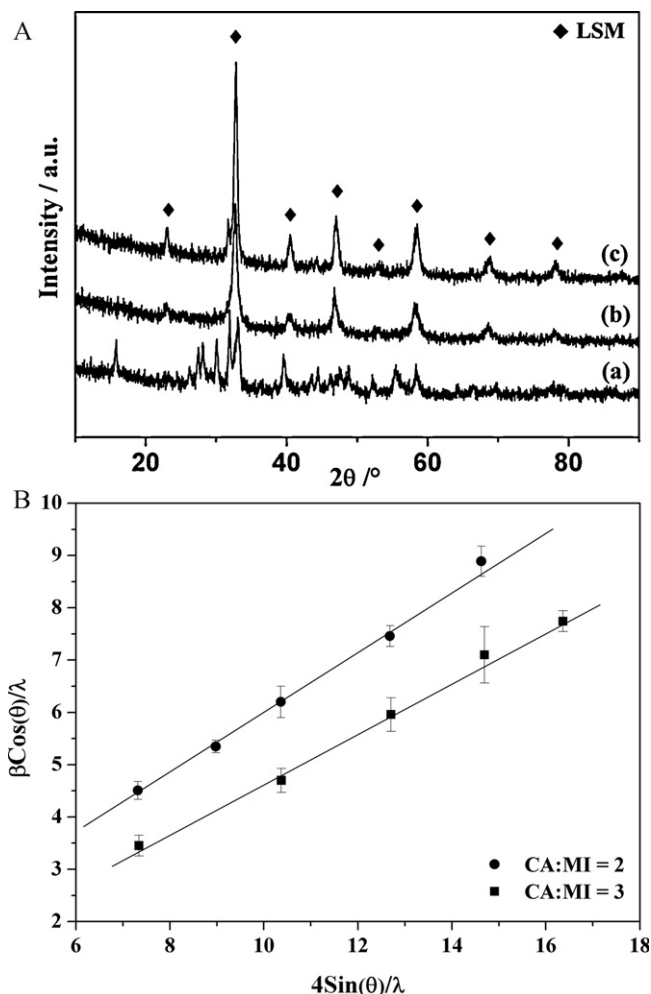 A
◆ LSM
Intensity / a.u.
(c)
(b)
(a)
20 40 60 80
2θ /°
B
10
9
8
7
6
5
4
3
2
βCos(θ)/λ
● CA:MI = 2
■ CA:MI = 3
6 8 10 12 14 16 18
4Sin(θ)/λ